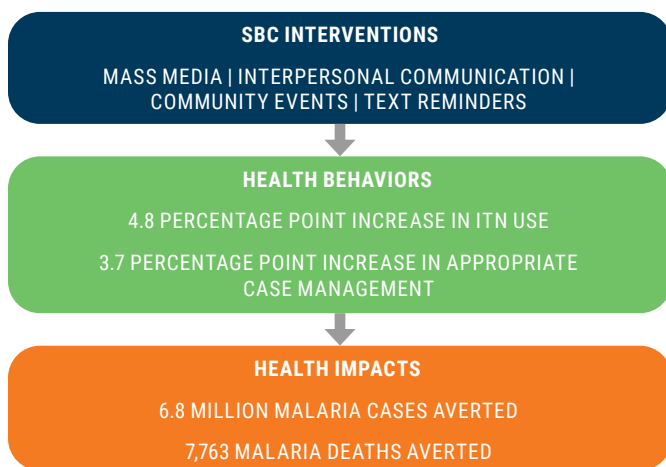 SBC INTERVENTIONS
MASS MEDIA | INTERPERSONAL COMMUNICATION |
COMMUNITY EVENTS | TEXT REMINDERS
HEALTH BEHAVIORS
4.8 PERCENTAGE POINT INCREASE IN ITN USE
3.7 PERCENTAGE POINT INCREASE IN APPROPRIATE
CASE MANAGEMENT
HEALTH IMPACTS
6.8 MILLION MALARIA CASES AVERTED
7,763 MALARIA DEATHS AVERTED